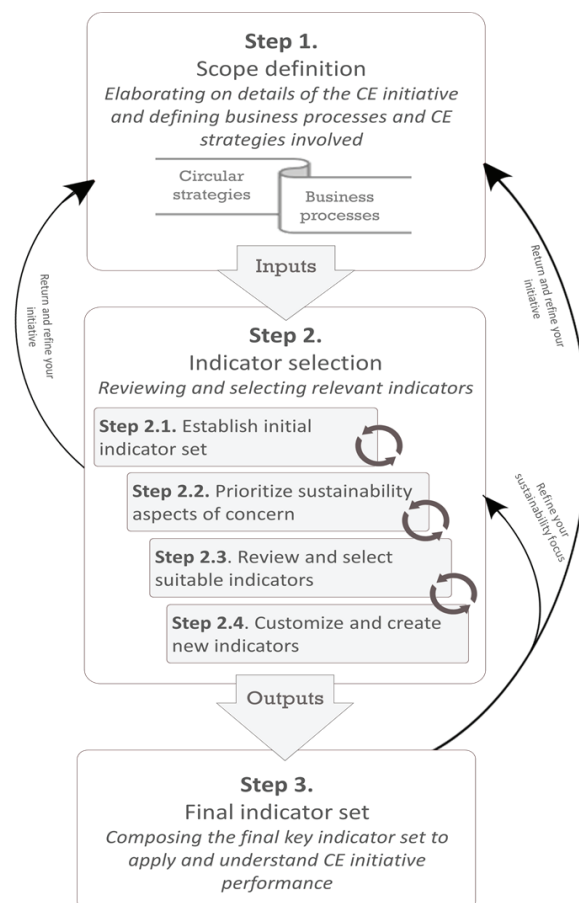 Step 1.
Scope definition
Elaborating on details of the CE initiative
and defining business processes and CE
strategies involved
Circular
strategies
Business
processes
Inputs
Return and refine your
initiative
Return and refine your
initiative
Step 2.
Indicator selection
Reviewing and selecting relevant indicators
Step 2.1. Establish initial
indicator set
Step 2.2. Prioritize sustainability
aspects of concern
Step 2.3. Review and select
suitable indicators
Step 2.4. Customize and create
new indicators
Refine your
sustainability focus
Outputs
Step 3.
Final indicator set
Composing the final key indicator set to
apply and understand CE initiative
performance